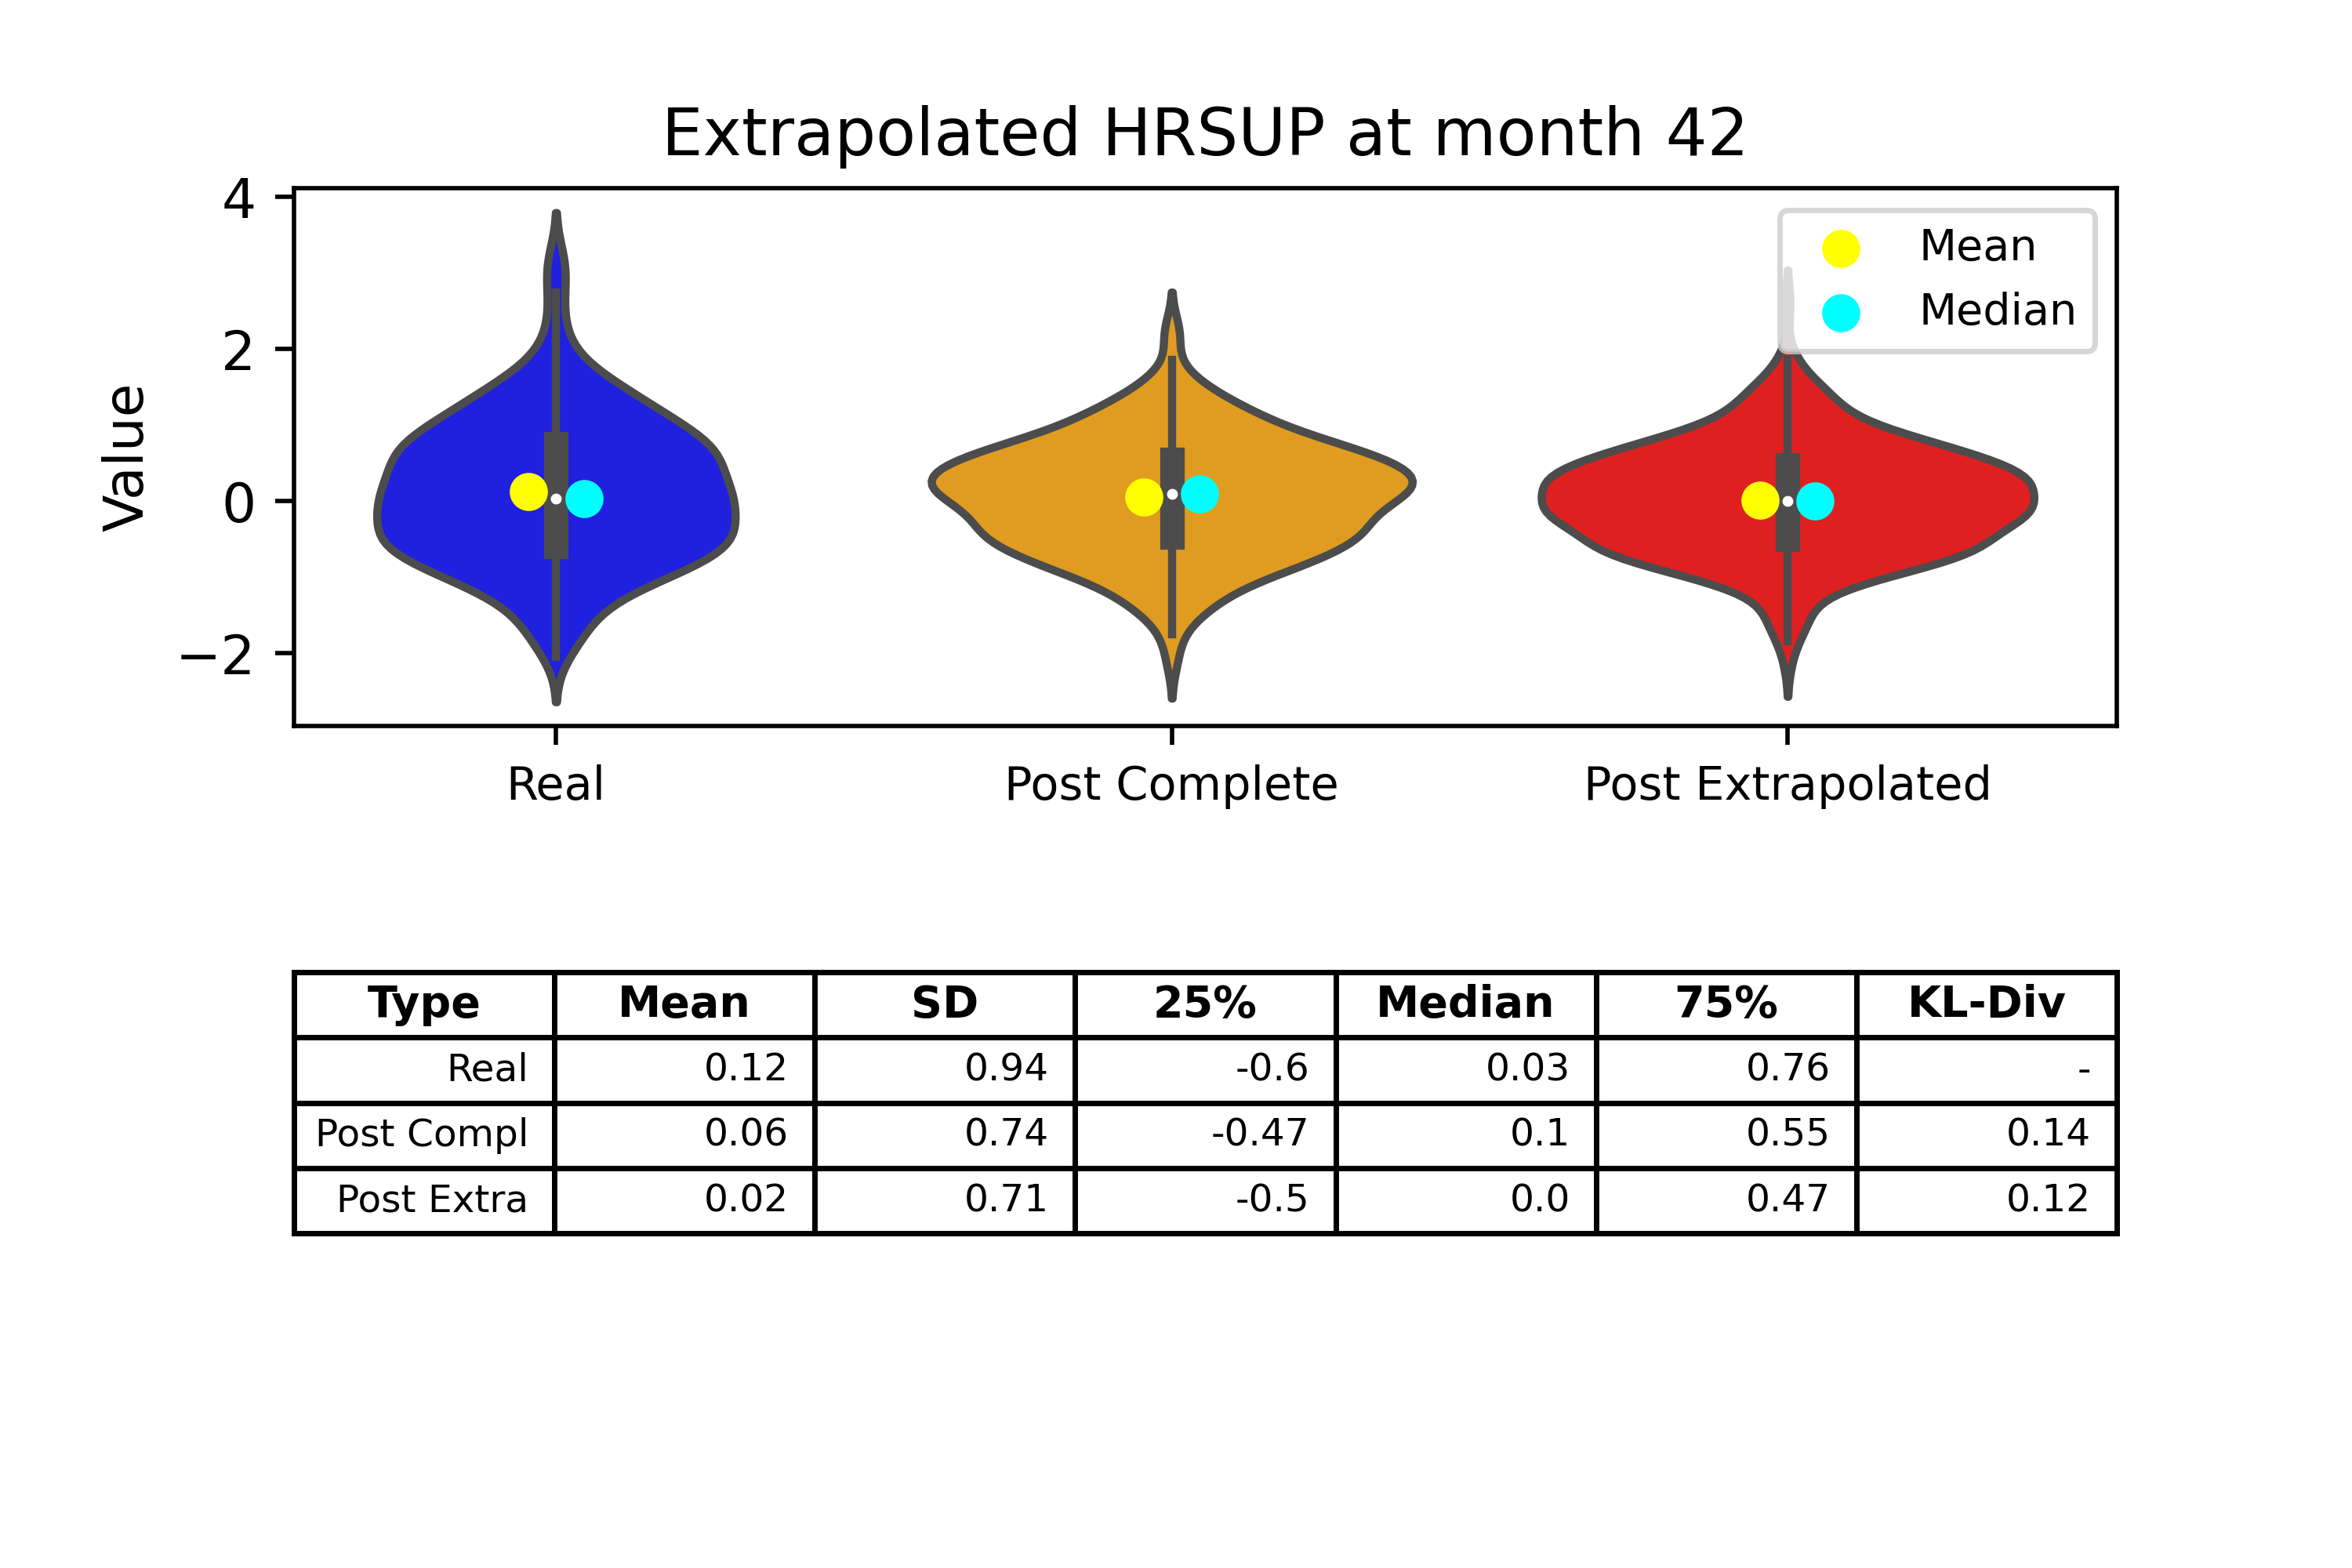 Extrapolated HRSUP at month 42
4
2
0
−2
Value
Mean
Median
Real Post Complete Post Extrapolated
Type Mean SD 25% Median 75% KL-Div
Real 0.12 0.94 -0.6 0.03 0.76 -
Post Compl 0.06 0.74 -0.47 0.1 0.55 0.14
Post Extra 0.02 0.71 -0.5 0.0 0.47 0.12